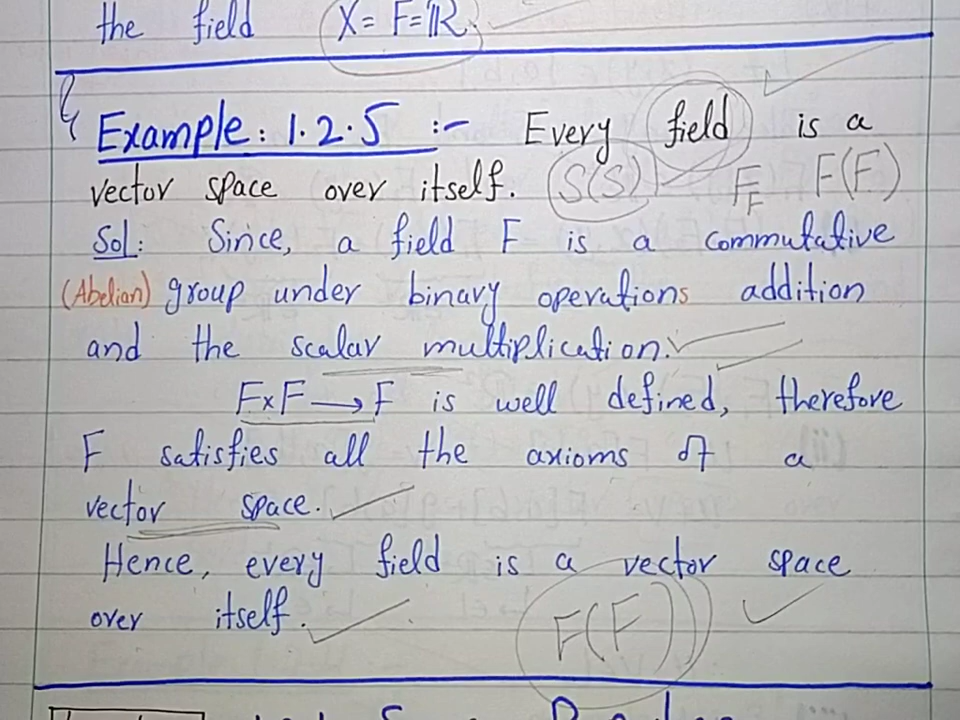 the field X = F = ℝ.
Example: 1.2.5 :- Every field is a
vector space over itself. S(S) F_F F(F)
Sol: Since, a field F is a commutative
(Abelian) group under binary operations addition
and the scalar multiplication.
F×F → F is well defined, therefore
F satisfies all the axioms of a
vector space.
Hence, every field is a vector space
over itself. F(F)